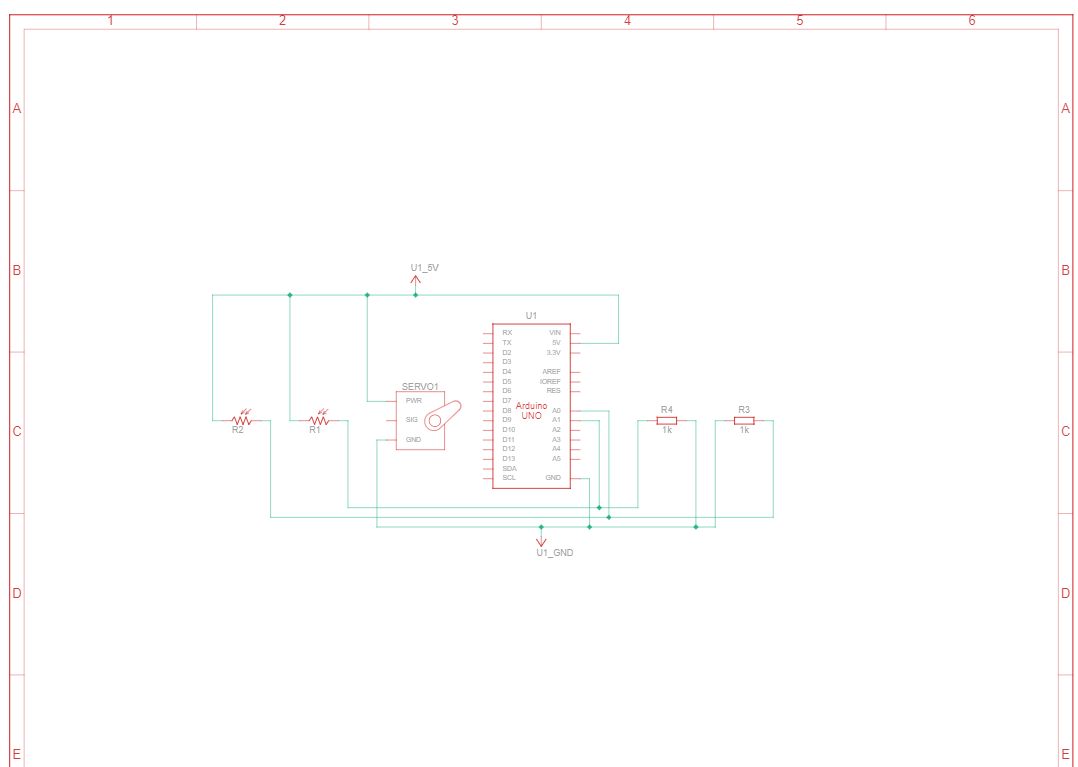 1 2 3 4 5 6
A A
B B
U1_5V
U1
RX VIN
TX 5V
D2 3.3V
D3
D4 AREF
D5 IOREF
D6 RES
D7
D8 A0
D9 A1
D10 A2
D11 A3
D12 A4
D13 A5
SDA
SCL GND
Arduino
UNO
SERVO1
PWR
SIG
GND
R2
R1
R4
1k
R3
1k
C C
U1_GND
D D
E E